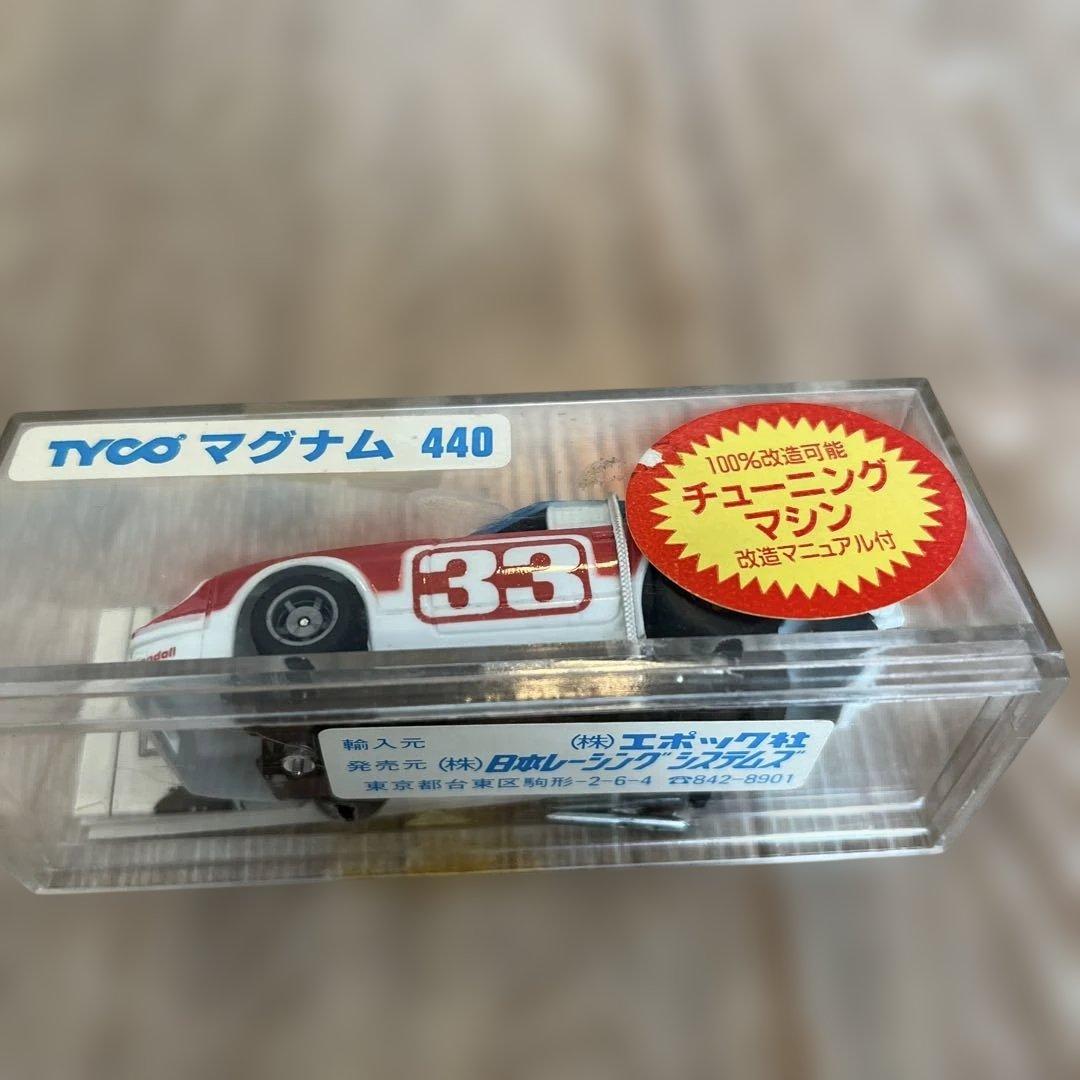 TYCO マグナム 440
100%改造可能
チューニング
マシン
改造マニュアル付
33
輸入元 (株)エポック社
発売元 (株)日本レーシングシステムズ
東京都台東区駒形-2-6-4 ☎842-8901